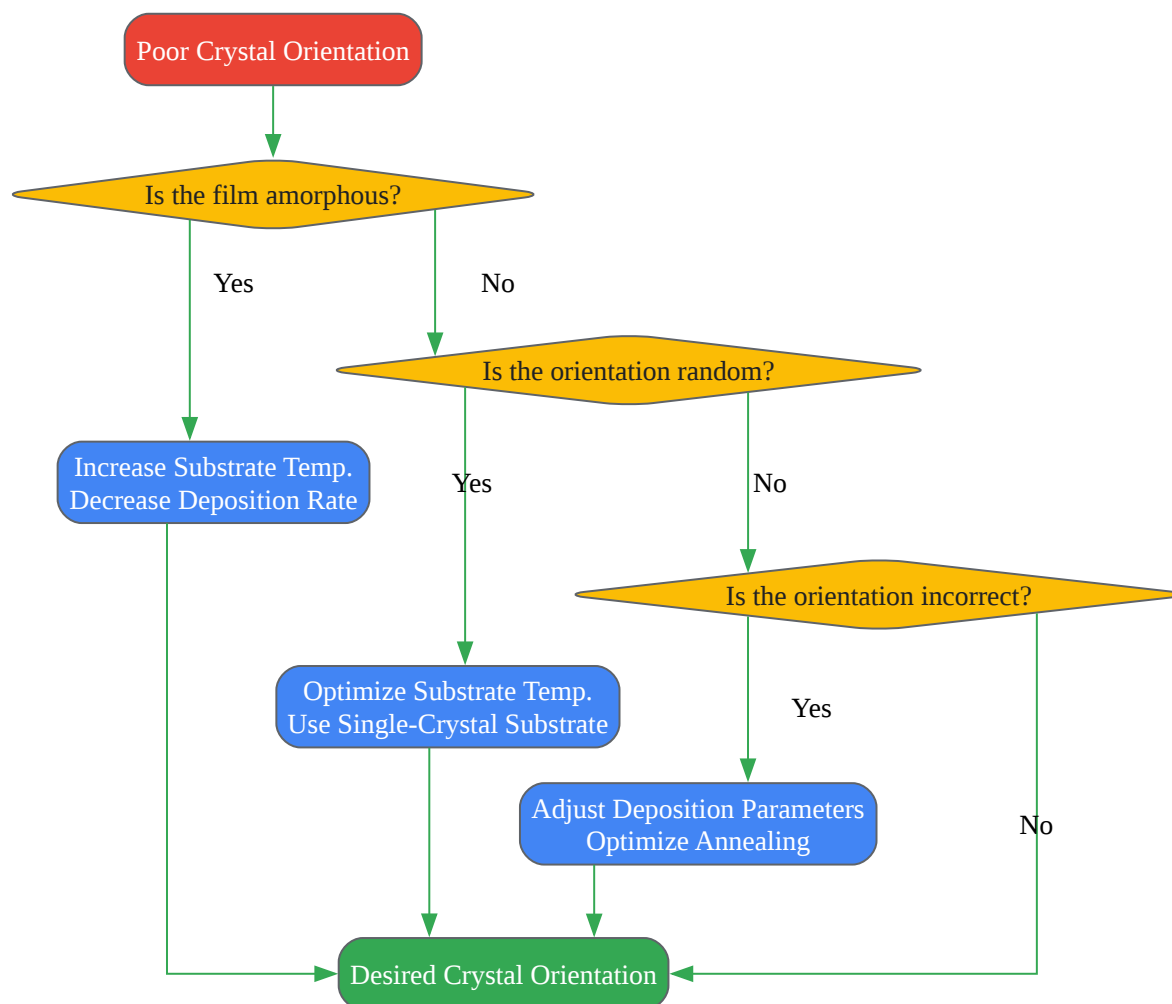 Poor Crystal Orientation
Is the film amorphous?
Yes
No
Is the orientation random?
Increase Substrate Temp.
Decrease Deposition Rate
Yes
No
Is the orientation incorrect?
Optimize Substrate Temp.
Use Single-Crystal Substrate
Yes
Adjust Deposition Parameters
Optimize Annealing
No
Desired Crystal Orientation